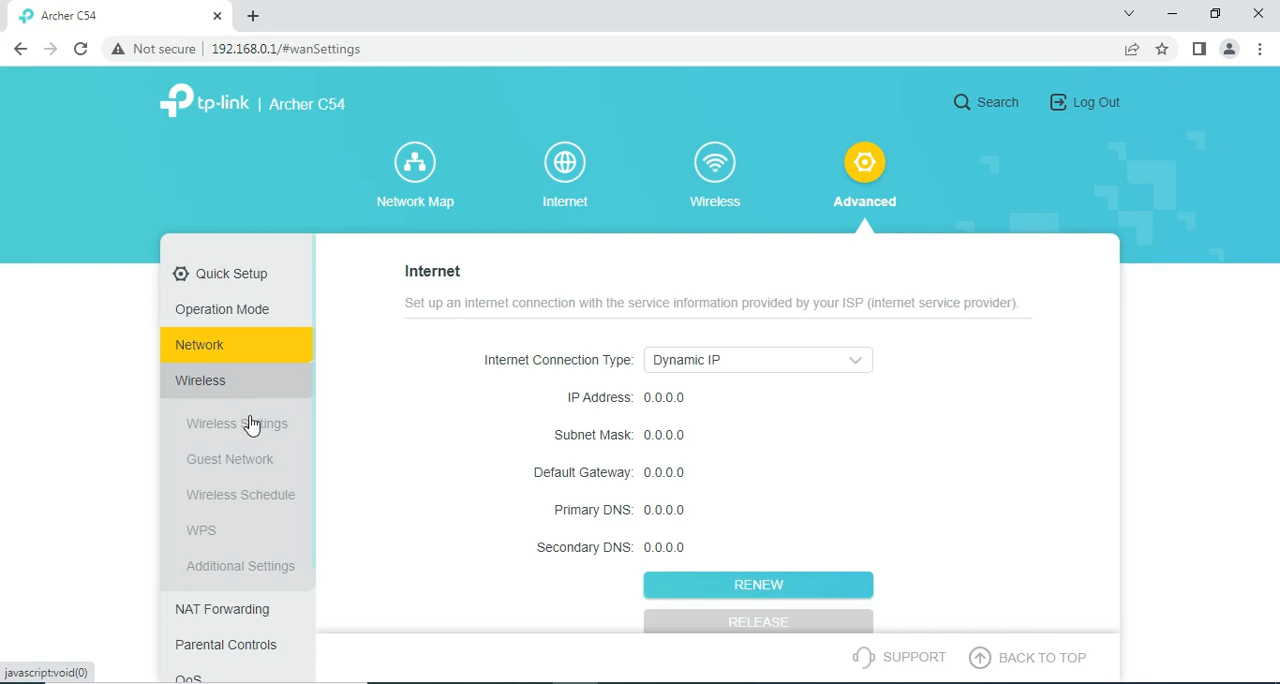 Archer C54
Not secure 192.168.0.1/#wanSettings
tp-link | Archer C54
Search
Log Out
Network Map
Internet
Wireless
Advanced
Quick Setup
Operation Mode
Network
Wireless
Wireless Settings
Guest Network
Wireless Schedule
WPS
Additional Settings
NAT Forwarding
Parental Controls
QoS
Internet
Set up an internet connection with the service information provided by your ISP (internet service provider).
Internet Connection Type: Dynamic IP
IP Address: 0.0.0.0
Subnet Mask: 0.0.0.0
Default Gateway: 0.0.0.0
Primary DNS: 0.0.0.0
Secondary DNS: 0.0.0.0
RENEW
RELEASE
SUPPORT
BACK TO TOP
javascript:void(0)